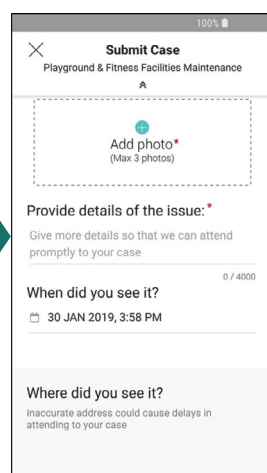 100%
Submit Case
Playground & Fitness Facilities Maintenance
Add photo*
(Max 3 photos)
Provide details of the issue:*
Give more details so that we can attend
promptly to your case
0 / 4000
When did you see it?
30 JAN 2019, 3:58 PM
Where did you see it?
Inaccurate address could cause delays in
attending to your case